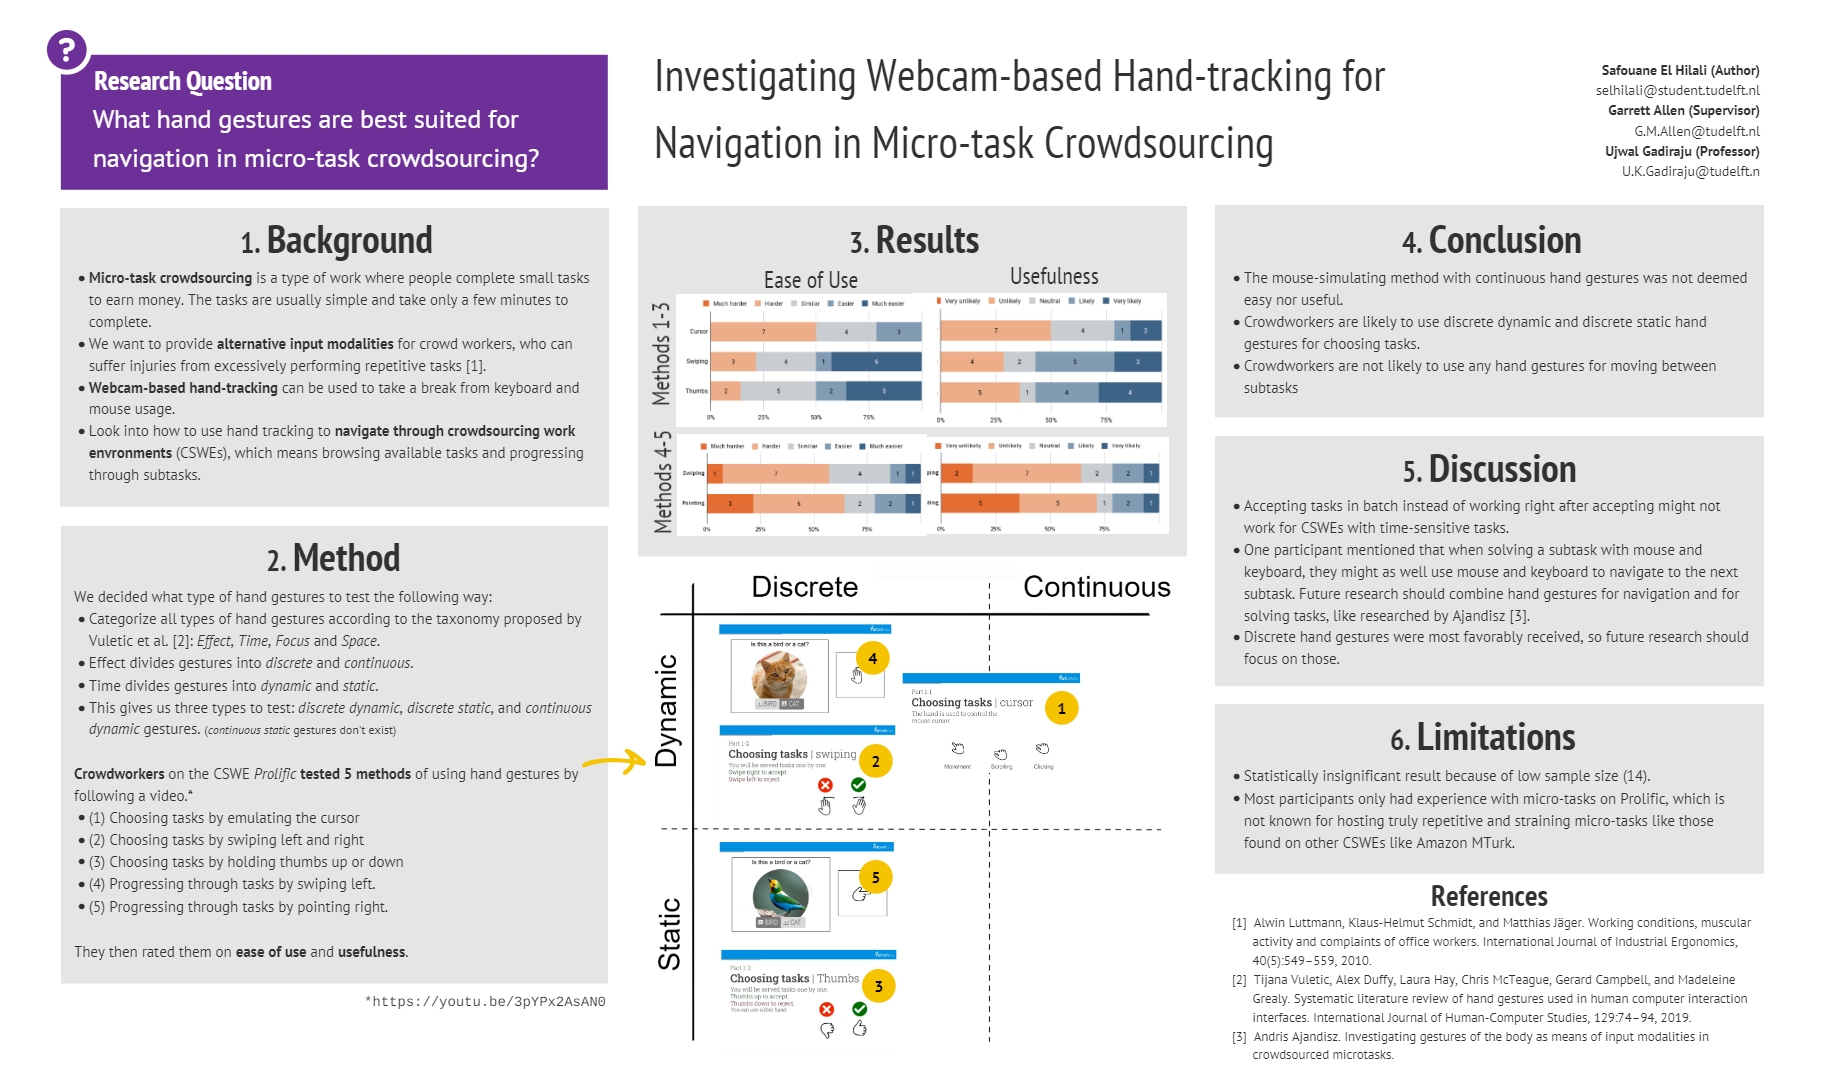 ?
Research Question
What hand gestures are best suited for
navigation in micro-task crowdsourcing?
Investigating Webcam-based Hand-tracking for
Navigation in Micro-task Crowdsourcing
Safouane El Hilali (Author)
selhilali@student.tudelft.nl
Garrett Allen (Supervisor)
G.M.Allen@tudelft.nl
Ujwal Gadiraju (Professor)
U.K.Gadiraju@tudelft.n
1. Background
• Micro-task crowdsourcing is a type of work where people complete small tasks
to earn money. The tasks are usually simple and take only a few minutes to
complete.
• We want to provide alternative input modalities for crowd workers, who can
suffer injuries from excessively performing repetitive tasks [1].
• Webcam-based hand-tracking can be used to take a break from keyboard and
mouse usage.
• Look into how to use hand tracking to navigate through crowdsourcing work
envronments (CSWEs), which means browsing available tasks and progressing
through subtasks.
2. Method
We decided what type of hand gestures to test the following way:
• Categorize all types of hand gestures according to the taxonomy proposed by
Vuletic et al. [2]: Effect, Time, Focus and Space.
• Effect divides gestures into discrete and continuous.
• Time divides gestures into dynamic and static.
• This gives us three types to test: discrete dynamic, discrete static, and continuous
dynamic gestures. (continuous static gestures don't exist)
Crowdworkers on the CSWE Prolific tested 5 methods of using hand gestures by
following a video.*
• (1) Choosing tasks by emulating the cursor
• (2) Choosing tasks by swiping left and right
• (3) Choosing tasks by holding thumbs up or down
• (4) Progressing through tasks by swiping left.
• (5) Progressing through tasks by pointing right.
They then rated them on ease of use and usefulness.
*https://youtu.be/3pYPx2AsAN0
3. Results
Ease of Use
Usefulness
Methods 1-3
Much harder Harder Similar Easier Much easier
Cursor 7 4 3
Swiping 3 4 1 6
Thumbs 2 5 2 5
0% 25% 50% 75%
Very unlikely Unlikely Neutral Likely Very likely
7 4 1 2
4 2 5 3
5 1 4 4
0% 25% 50% 75%
Methods 4-5
Much harder Harder Similar Easier Much easier
Swiping 1 7 4 1 1
Pointing 2 6 2 2 1
0% 25% 50% 75%
Very unlikely Unlikely Neutral Likely Very likely
ping 2 7 2 2 1
ting 5 5 1 2 1
0% 25% 50% 75%
Discrete
Continuous
Dynamic
Static
Is this a bird or a cat?
4
BIRD CAT
Part 1-1
Choosing tasks | cursor
The hand is used to control the
mouse cursor.
1
Movement Scrolling Clicking
Part 1-2
Choosing tasks | swiping
You will be served tasks one by one
Swipe right to accept.
Swipe left to reject.
2
Is this a bird or a cat?
5
BIRD CAT
Part 1-2
Choosing tasks | Thumbs
You will be served tasks one by one.
Thumbs up to accept
Thumbs down to reject.
You can use either hand.
3
4. Conclusion
• The mouse-simulating method with continuous hand gestures was not deemed
easy nor useful.
• Crowdworkers are likely to use discrete dynamic and discrete static hand
gestures for choosing tasks.
• Crowdworkers are not likely to use any hand gestures for moving between
subtasks
5. Discussion
• Accepting tasks in batch instead of working right after accepting might not
work for CSWEs with time-sensitive tasks.
• One participant mentioned that when solving a subtask with mouse and
keyboard, they might as well use mouse and keyboard to navigate to the next
subtask. Future research should combine hand gestures for navigation and for
solving tasks, like researched by Ajandisz [3].
• Discrete hand gestures were most favorably received, so future research should
focus on those.
6. Limitations
• Statistically insignificant result because of low sample size (14).
• Most participants only had experience with micro-tasks on Prolific, which is
not known for hosting truly repetitive and straining micro-tasks like those
found on other CSWEs like Amazon MTurk.
References
[1] Alwin Luttmann, Klaus-Helmut Schmidt, and Matthias Jäger. Working conditions, muscular
activity and complaints of office workers. International Journal of Industrial Ergonomics,
40(5):549–559, 2010.
[2] Tijana Vuletic, Alex Duffy, Laura Hay, Chris McTeague, Gerard Campbell, and Madeleine
Grealy. Systematic literature review of hand gestures used in human computer interaction
interfaces. International Journal of Human-Computer Studies, 129:74–94, 2019.
[3] Andris Ajandisz. Investigating gestures of the body as means of input modalities in
crowdsourced microtasks.